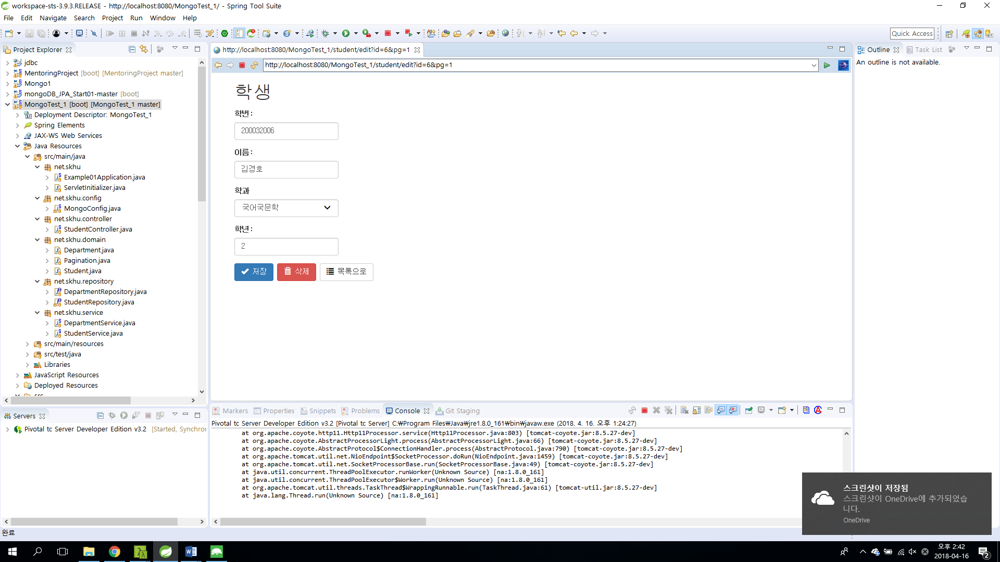 workspace-sts-3.9.3.RELEASE - http://localhost:8080/MongoTest_1/ - Spring Tool Suite
File Edit Navigate Search Project Run Window Help
Quick Access
Project Explorer
jdbc
MentoringProject [boot] [MentoringProject master]
Mongo1
mongoDB_JPA_Start01-master [boot]
MongoTest_1 [boot] [MongoTest_1 master]
Deployment Descriptor: MongoTest_1
Spring Elements
JAX-WS Web Services
Java Resources
src/main/java
net.skhu
Example01Application.java
ServletInitializer.java
net.skhu.config
MongoConfig.java
net.skhu.controller
StudentController.java
net.skhu.domain
Department.java
Pagination.java
Student.java
net.skhu.repository
DepartmentRepository.java
StudentRepository.java
net.skhu.service
DepartmentService.java
StudentService.java
src/main/resources
src/test/java
Libraries
JavaScript Resources
Deployed Resources
src
http://localhost:8080/MongoTest_1/student/edit?id=6&pg=1
http://localhost:8080/MongoTest_1/student/edit?id=6&pg=1
학생
학번:
200032006
이름:
김경호
학과
국어국문학
학년:
2
저장 삭제 목록으로
Outline Task List
An outline is not available.
Servers
Pivotal tc Server Developer Edition v3.2 [Started, Synchror
Markers Properties Snippets Problems Console Git Staging
Pivotal tc Server Developer Edition v3.2 [Pivotal tc Server] C:₩Program Files₩Java₩jre1.8.0_161₩bin₩javaw.exe (2018. 4. 16. 오후 1:24:27)
at org.apache.coyote.http11.Http11Processor.service(Http11Processor.java:803) [tomcat-coyote.jar:8.5.27-dev]
at org.apache.coyote.AbstractProcessorLight.process(AbstractProcessorLight.java:66) [tomcat-coyote.jar:8.5.27-dev]
at org.apache.coyote.AbstractProtocol$ConnectionHandler.process(AbstractProtocol.java:790) [tomcat-coyote.jar:8.5.27-dev]
at org.apache.tomcat.util.net.NioEndpoint$SocketProcessor.doRun(NioEndpoint.java:1459) [tomcat-coyote.jar:8.5.27-dev]
at org.apache.tomcat.util.net.SocketProcessorBase.run(SocketProcessorBase.java:49) [tomcat-coyote.jar:8.5.27-dev]
at java.util.concurrent.ThreadPoolExecutor.runWorker(Unknown Source) [na:1.8.0_161]
at java.util.concurrent.ThreadPoolExecutor$Worker.run(Unknown Source) [na:1.8.0_161]
at org.apache.tomcat.util.threads.TaskThread$WrappingRunnable.run(TaskThread.java:61) [tomcat-util.jar:8.5.27-dev]
at java.lang.Thread.run(Unknown Source) [na:1.8.0_161]
스크린샷이 저장됨
스크린샷이 OneDrive에 추가되었습
니다.
OneDrive
완료
오후 2:42
2018-04-16
2